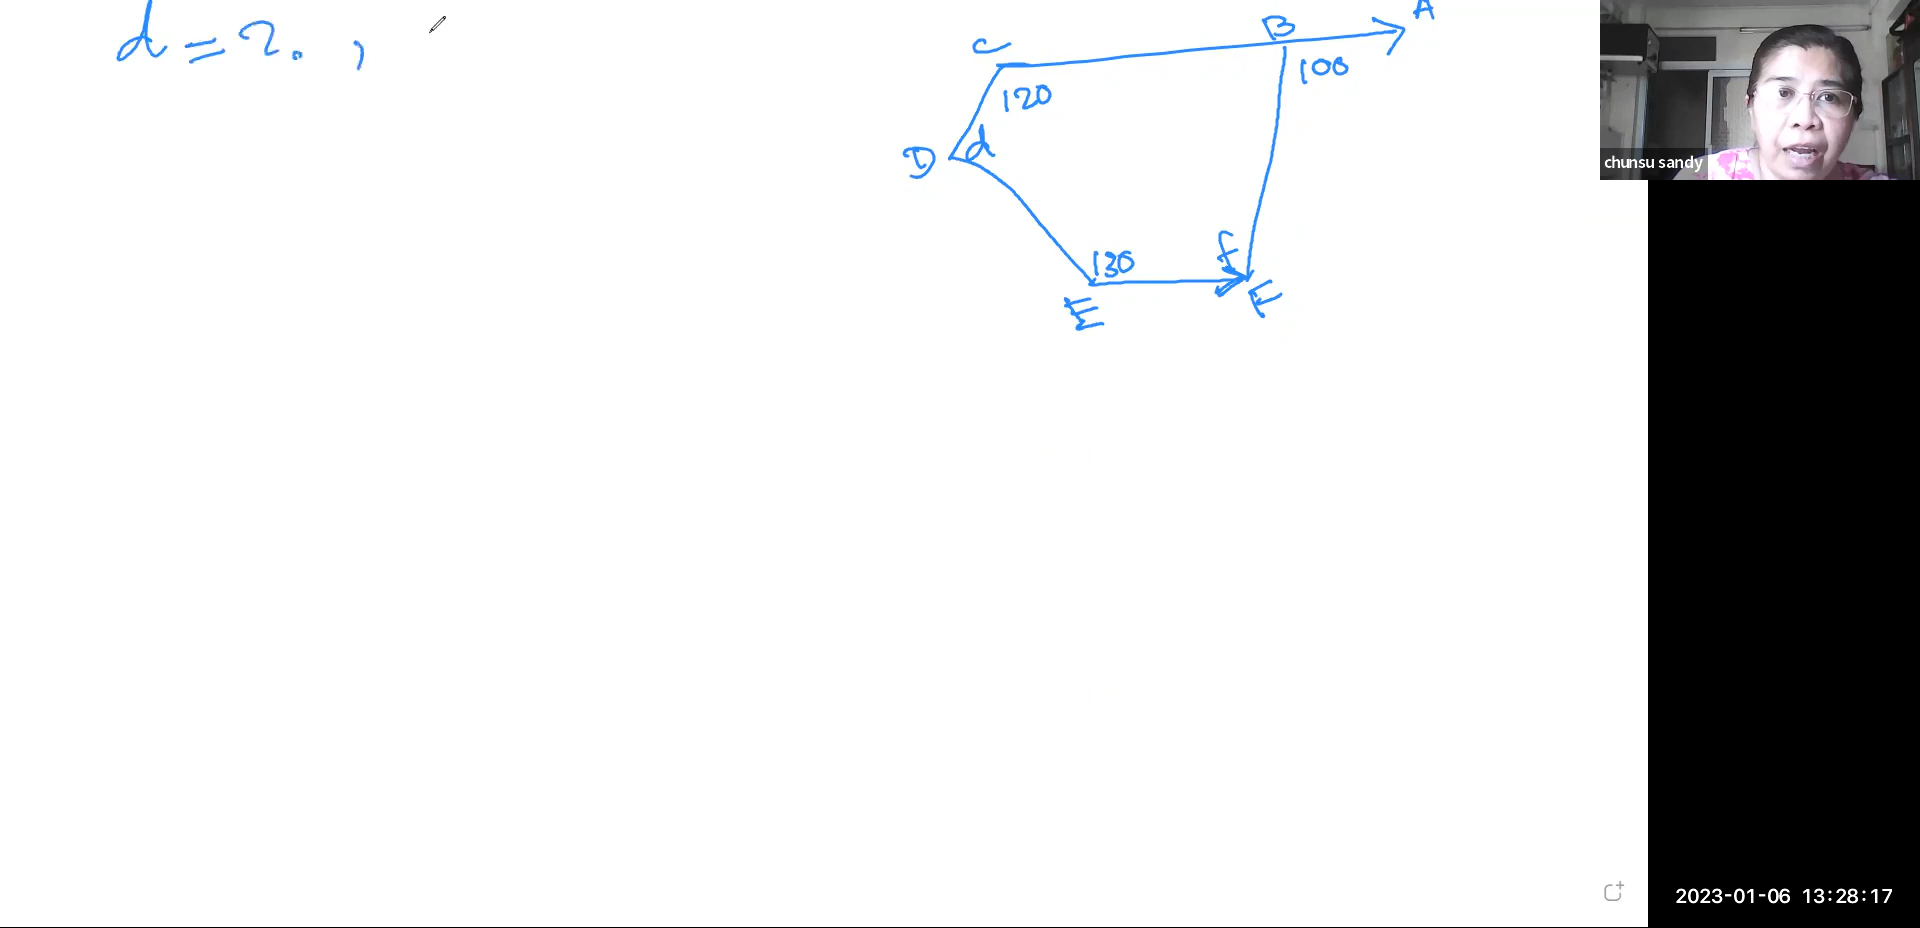 d = ?. ,
A
B
C
100
120
d
D
f
130
E
F
chunsu sandy
2023-01-06 13:28:17